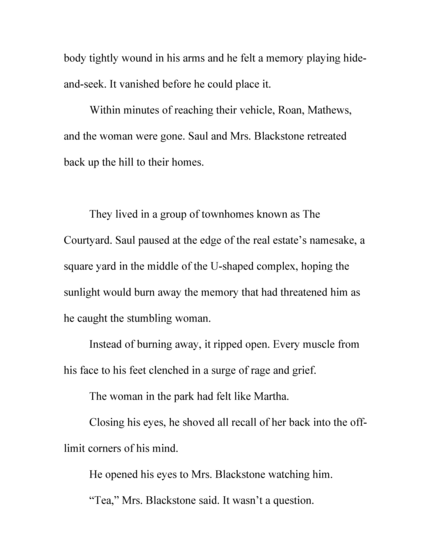 body tightly wound in his arms and he felt a memory playing hide-
and-seek. It vanished before he could place it.
Within minutes of reaching their vehicle, Roan, Mathews,
and the woman were gone. Saul and Mrs. Blackstone retreated
back up the hill to their homes.
They lived in a group of townhomes known as The
Courtyard. Saul paused at the edge of the real estate’s namesake, a
square yard in the middle of the U-shaped complex, hoping the
sunlight would burn away the memory that had threatened him as
he caught the stumbling woman.
Instead of burning away, it ripped open. Every muscle from
his face to his feet clenched in a surge of rage and grief.
The woman in the park had felt like Martha.
Closing his eyes, he shoved all recall of her back into the off-
limit corners of his mind.
He opened his eyes to Mrs. Blackstone watching him.
“Tea,” Mrs. Blackstone said. It wasn’t a question.